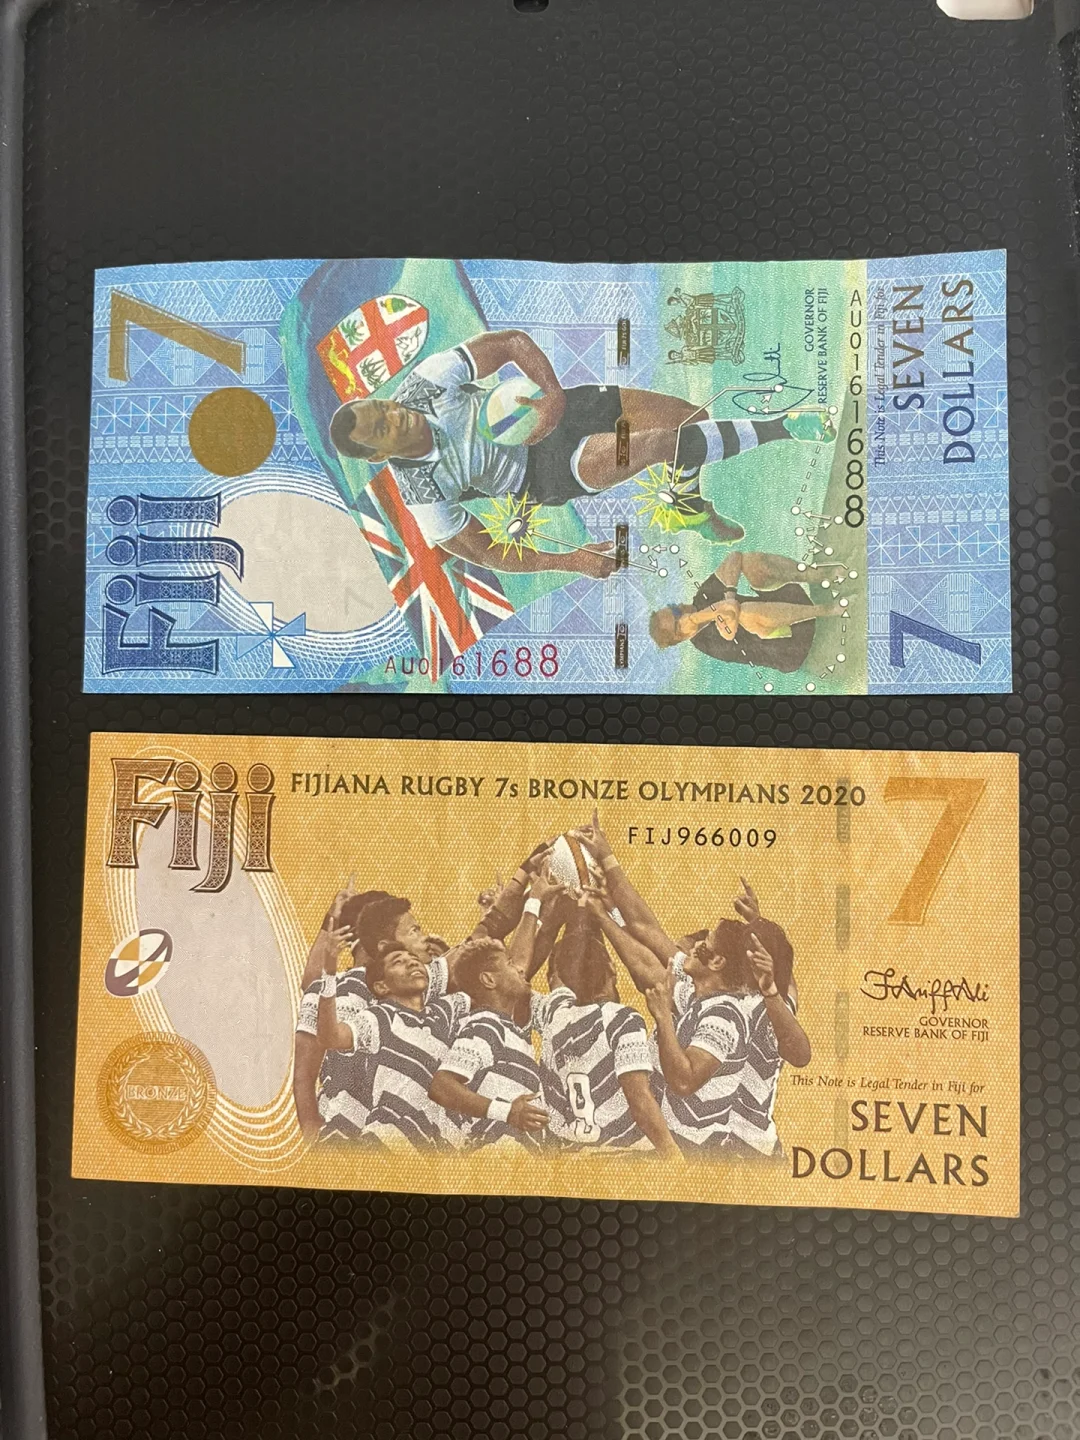 7
Fiji
AU0161688
GOVERNOR
RESERVE BANK OF FIJI
AU0161688
This Note is Legal Tender in Fiji for
SEVEN
DOLLARS
7
Fiji
FIJIANA RUGBY 7s BRONZE OLYMPIANS 2020
7
FIJ966009
GOVERNOR
RESERVE BANK OF FIJI
This Note is Legal Tender in Fiji for
SEVEN
DOLLARS
BRONZE